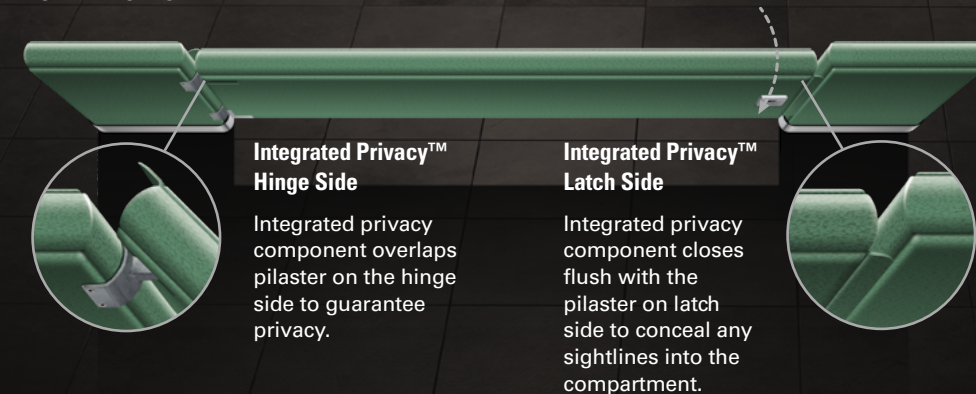 Integrated Privacy™
Hinge Side
Integrated privacy
component overlaps
pilaster on the hinge
side to guarantee
privacy.
Integrated Privacy™
Latch Side
Integrated privacy
component closes
flush with the
pilaster on latch
side to conceal any
sightlines into the
compartment.